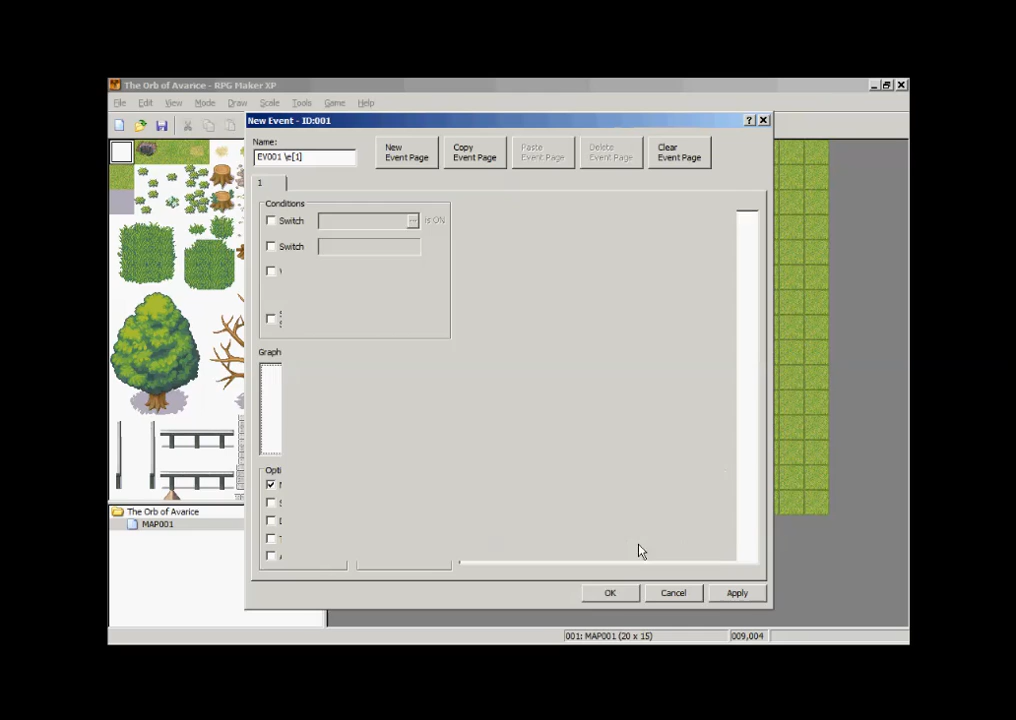 The Orb of Avarice - RPG Maker XP
File Edit View Mode Draw Scale Tools Game Help
New Event - ID:001
Name:
EV001 \e[1]
New Event Page
Copy Event Page
Paste Event Page
Delete Event Page
Clear Event Page
1
Conditions
Switch is ON
Switch
Graph
Opti
OK Cancel Apply
The Orb of Avarice
MAP001
001: MAP001 (20 x 15) 009,004